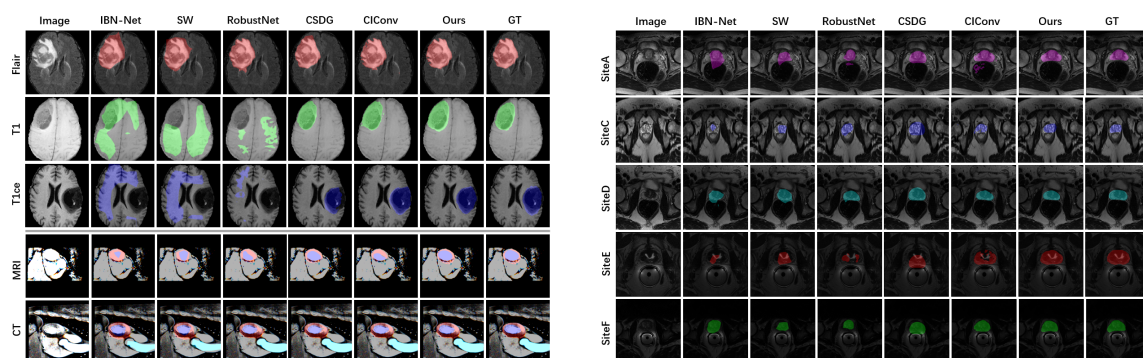 Image IBN-Net SW RobustNet CSDG CIConv Ours GT
Flair
T1
T1ce
MRI
CT
Image IBN-Net SW RobustNet CSDG CIConv Ours GT
SiteA
SiteC
SiteD
SiteE
SiteF